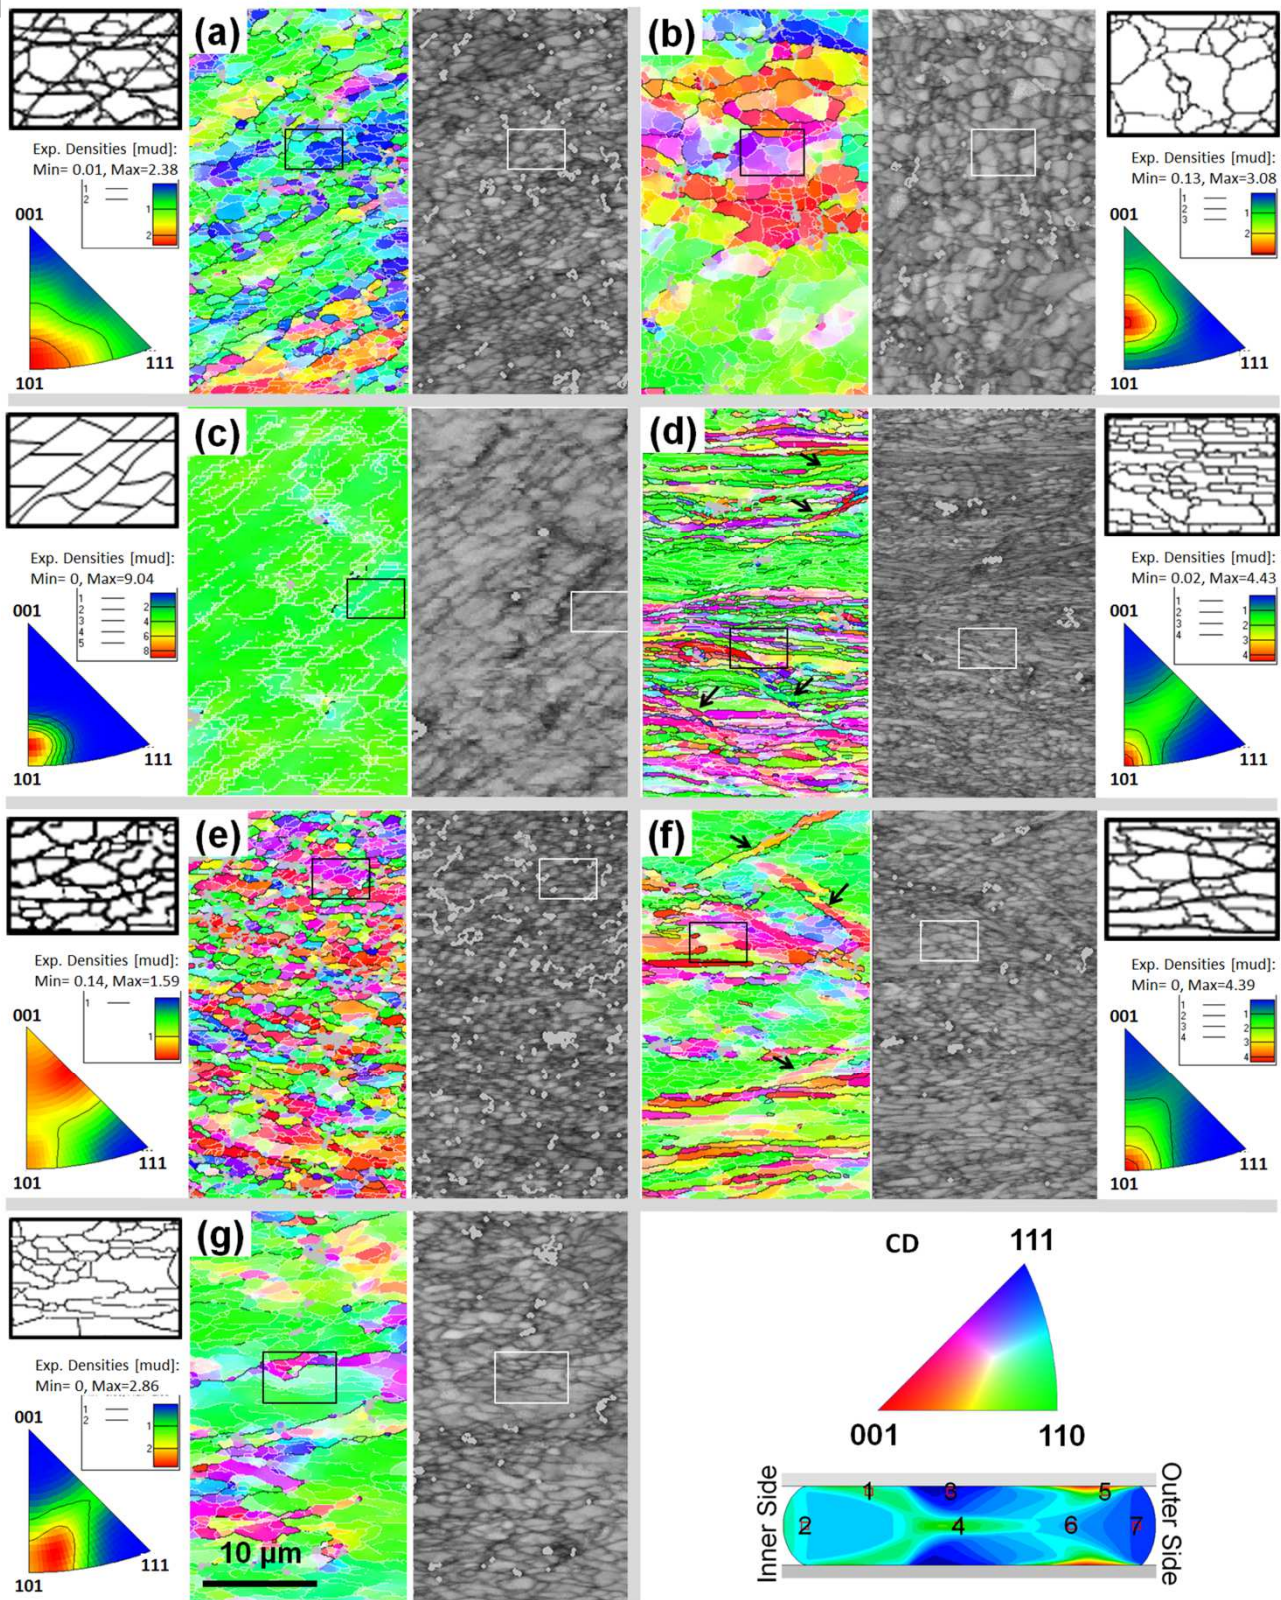 (a)
Exp. Densities [mud]:
Min= 0.01, Max=2.38
1
2
1
2
001
111
101
(b)
Exp. Densities [mud]:
Min= 0.13, Max=3.08
1
2
3
1
2
001
111
101
(c)
Exp. Densities [mud]:
Min= 0, Max=9.04
1
2
3
4
5
2
4
6
8
001
111
101
(d)
Exp. Densities [mud]:
Min= 0.02, Max=4.43
1
2
3
4
1
2
3
4
001
111
101
(e)
Exp. Densities [mud]:
Min= 0.14, Max=1.59
1
1
001
111
101
(f)
Exp. Densities [mud]:
Min= 0, Max=4.39
1
2
3
4
1
2
3
4
001
111
101
(g)
Exp. Densities [mud]:
Min= 0, Max=2.86
1
2
1
2
001
111
101
10 µm
CD
111
001
110
Inner Side
1
2
3
4
5
6
7
Outer Side